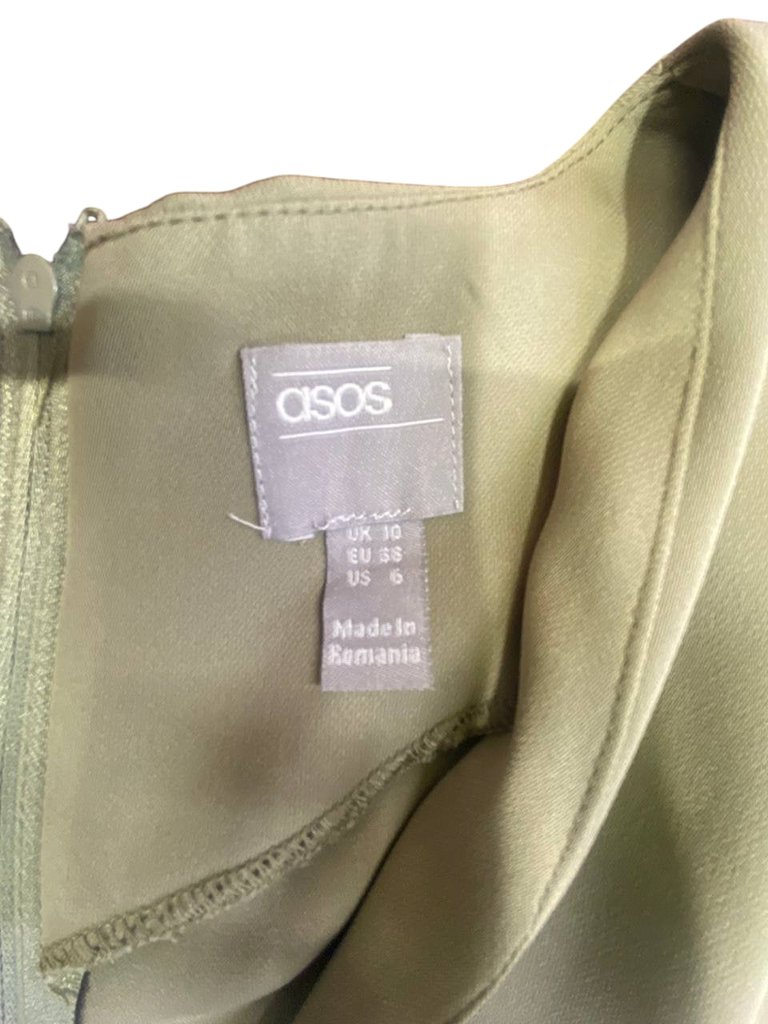 asos
UK 10
EU 38
US 6
Made In
Romania